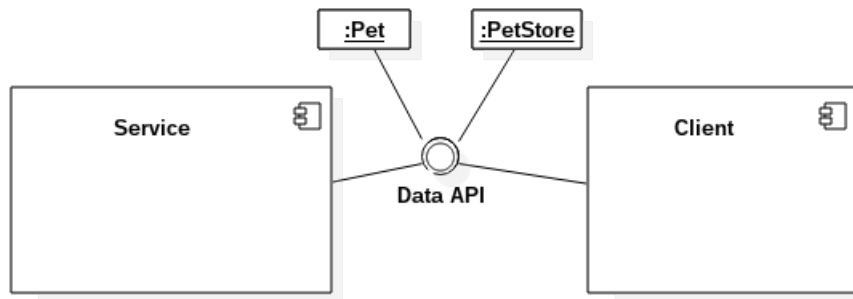 :Pet
:PetStore
Service
Client
Data API